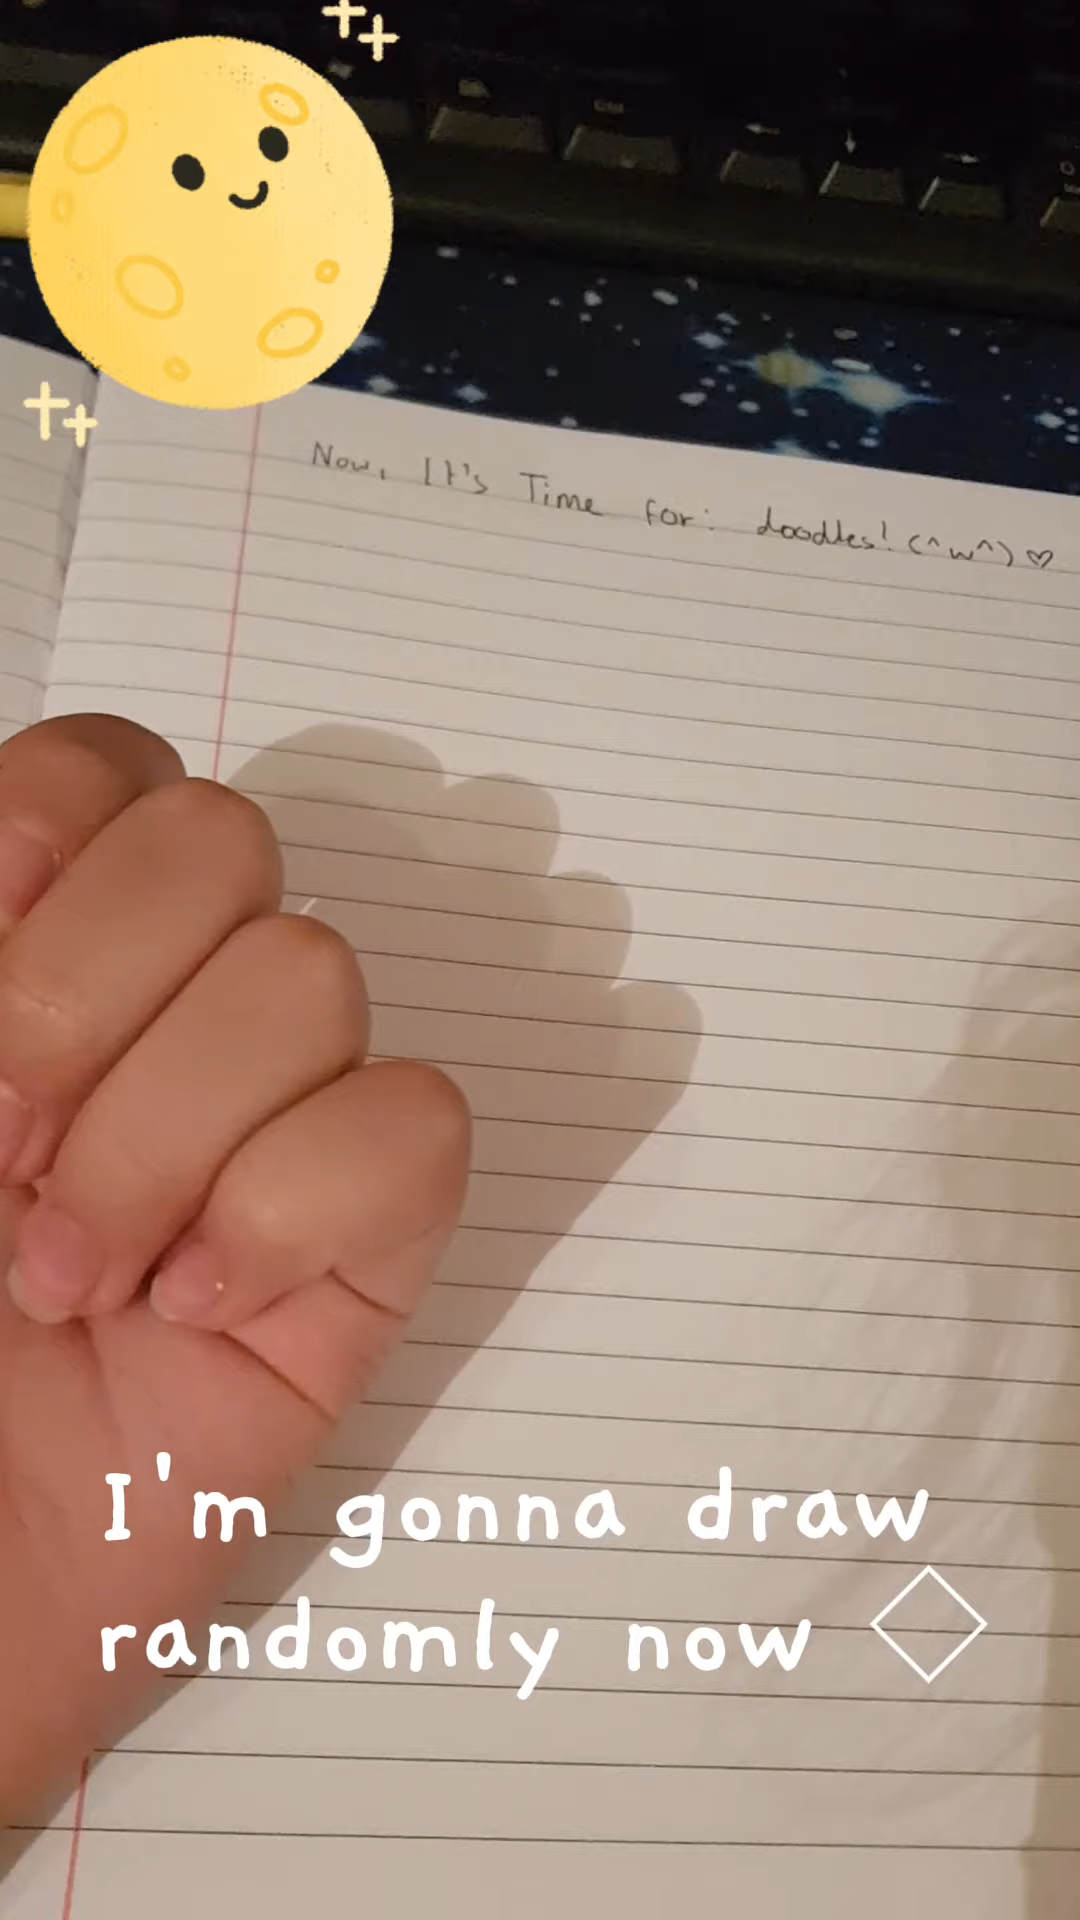 Now, It's Time for: doodles! (^w^) ♡
I'm gonna draw
randomly now ◇